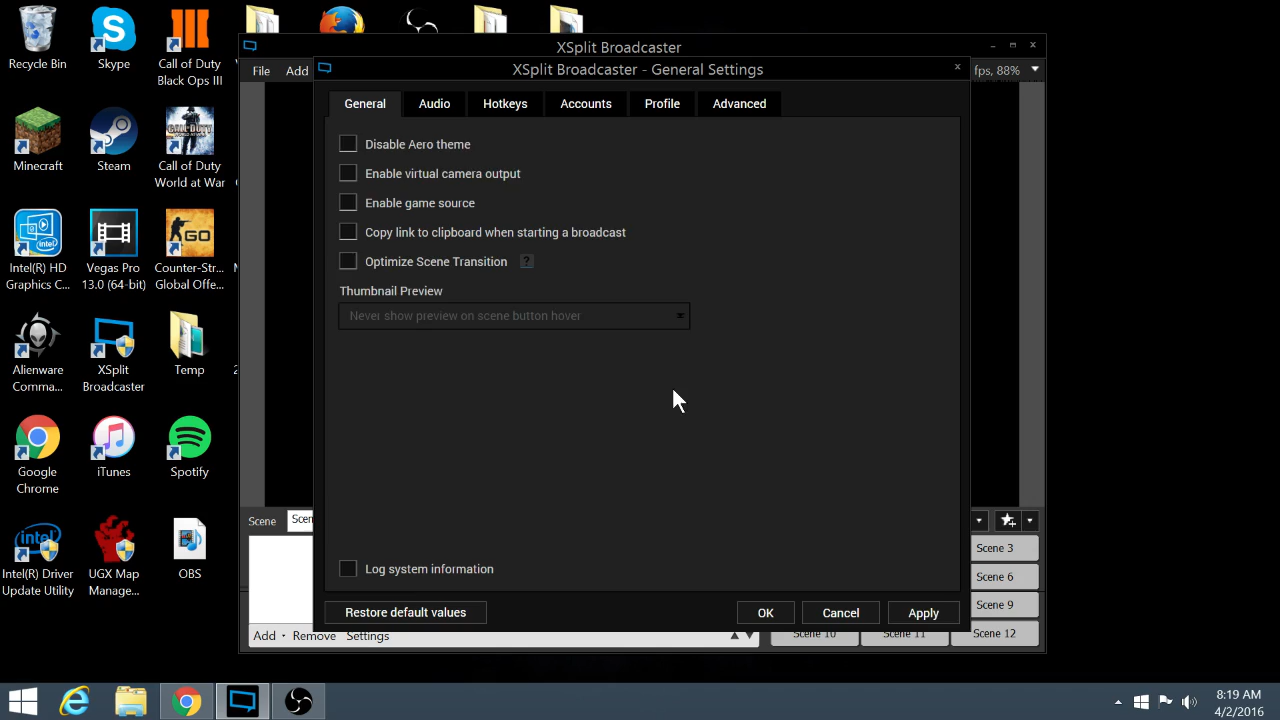 Recycle Bin
Skype
Call of Duty
Black Ops III
Minecraft
Steam
Call of Duty
World at War
Intel(R) HD
Graphics C...
Vegas Pro
13.0 (64-bit)
Counter-Str...
Global Offe...
Alienware
Comma...
XSplit
Broadcaster
Temp
Google
Chrome
iTunes
Spotify
Intel(R) Driver
Update Utility
UGX Map
Manage...
OBS
XSplit Broadcaster
File Add
fps, 88%
XSplit Broadcaster - General Settings
General Audio Hotkeys Accounts Profile Advanced
Disable Aero theme
Enable virtual camera output
Enable game source
Copy link to clipboard when starting a broadcast
Optimize Scene Transition ?
Thumbnail Preview
Never show preview on scene button hover
Log system information
Restore default values OK Cancel Apply
Scene
Scene 3
Scene 6
Scene 9
Add Remove Settings
Scene 10 Scene 11 Scene 12
8:19 AM
4/2/2016